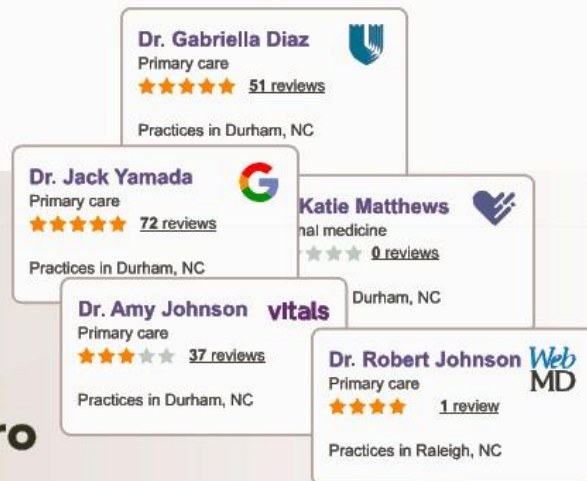 Dr. Gabriella Diaz
Primary care
51 reviews
Practices in Durham, NC
Dr. Jack Yamada
Primary care
72 reviews
Practices in Durham, NC
Katie Matthews
nal medicine
0 reviews
Durham, NC
Dr. Amy Johnson vitals
Primary care
37 reviews
Practices in Durham, NC
Dr. Robert Johnson Web
MD
Primary care
1 review
Practices in Raleigh, NC
ro